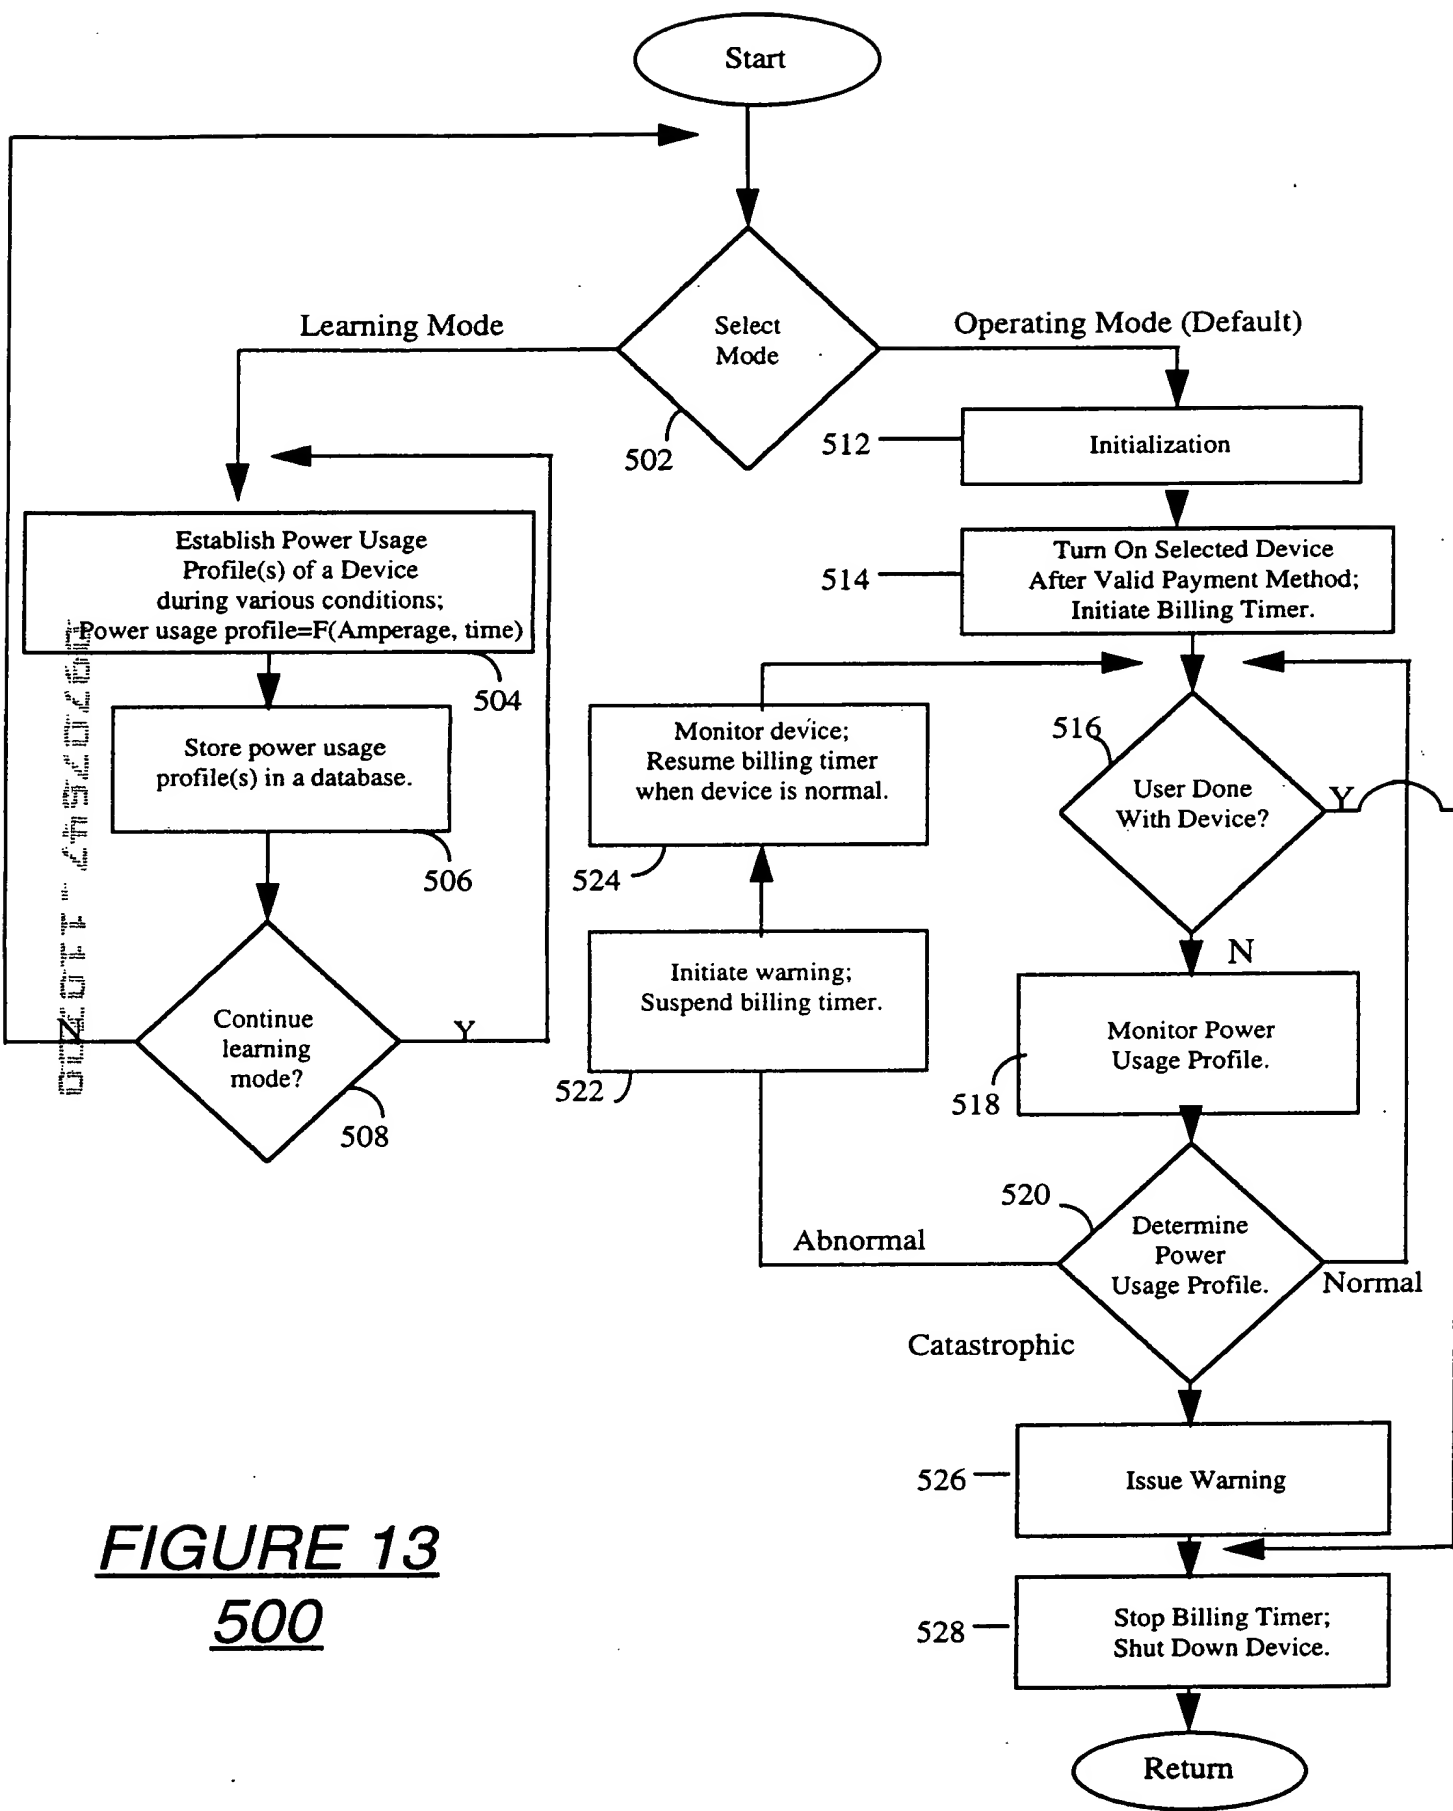 Start
Learning Mode
Select
Mode
Operating Mode (Default)
502
512
Initialization
Establish Power Usage
Profile(s) of a Device
during various conditions;
Power usage profile=F(Amperage, time)
504
514
Turn On Selected Device
After Valid Payment Method;
Initiate Billing Timer.
Store power usage
profile(s) in a database.
506
Monitor device;
Resume billing timer
when device is normal.
524
516
User Done
With Device?
Y
N
Initiate warning;
Suspend billing timer.
522
Monitor Power
Usage Profile.
518
N
Continue
learning
mode?
Y
508
520
Abnormal
Determine
Power
Usage Profile.
Normal
Catastrophic
526
Issue Warning
528
Stop Billing Timer;
Shut Down Device.
Return
FIGURE 13
500